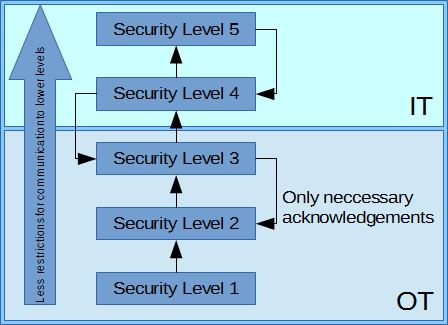 Security Level 5
Security Level 4
IT
Security Level 3
Only neccessary
acknowledgements
Security Level 2
Security Level 1
OT
Less restrictions for communication to lower levels